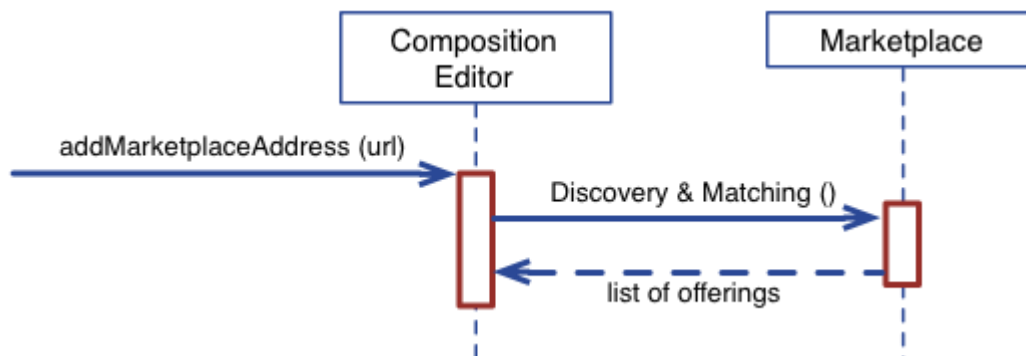 Composition
Editor
Marketplace
addMarketplaceAddress (url)
Discovery & Matching ()
list of offerings